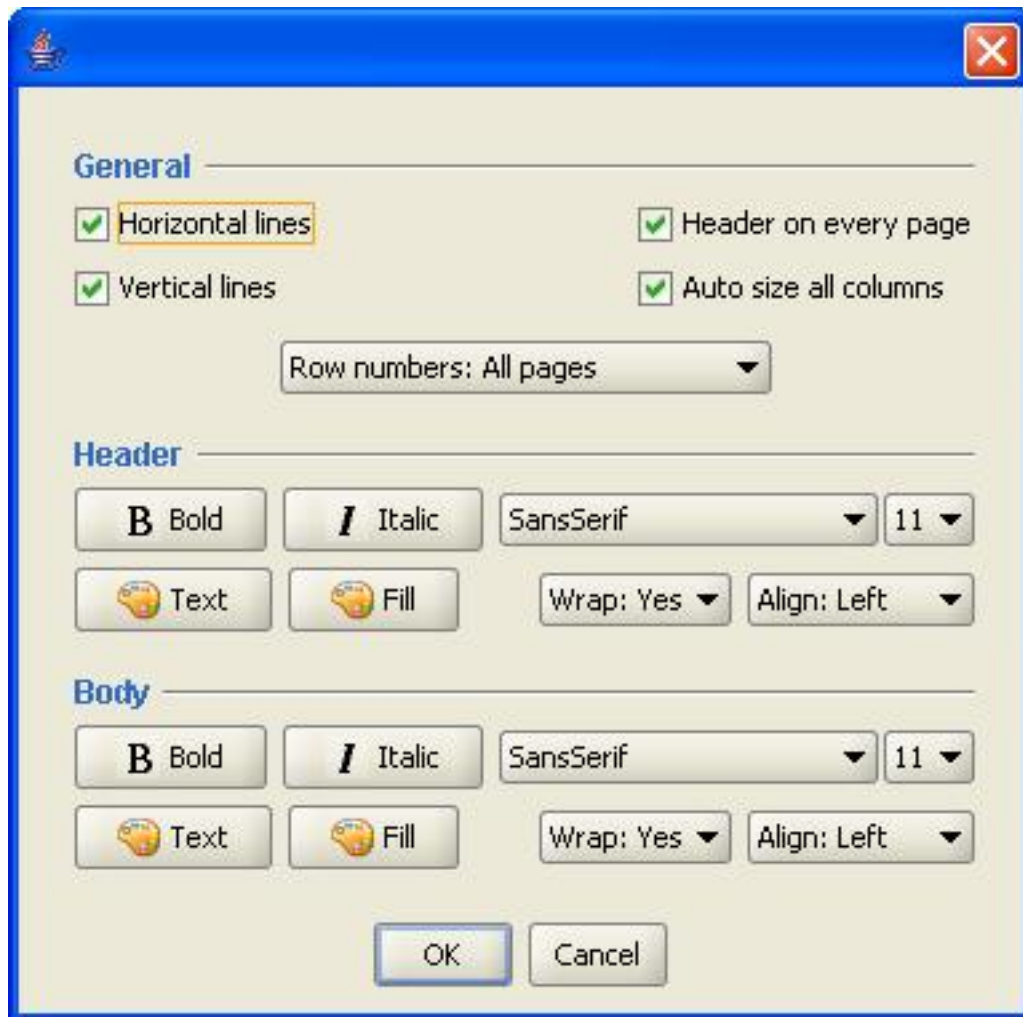 General
Horizontal lines
Header on every page
Vertical lines
Auto size all columns
Row numbers: All pages
Header
B Bold
I Italic
SansSerif
11
Text
Fill
Wrap: Yes
Align: Left
Body
B Bold
I Italic
SansSerif
11
Text
Fill
Wrap: Yes
Align: Left
OK
Cancel